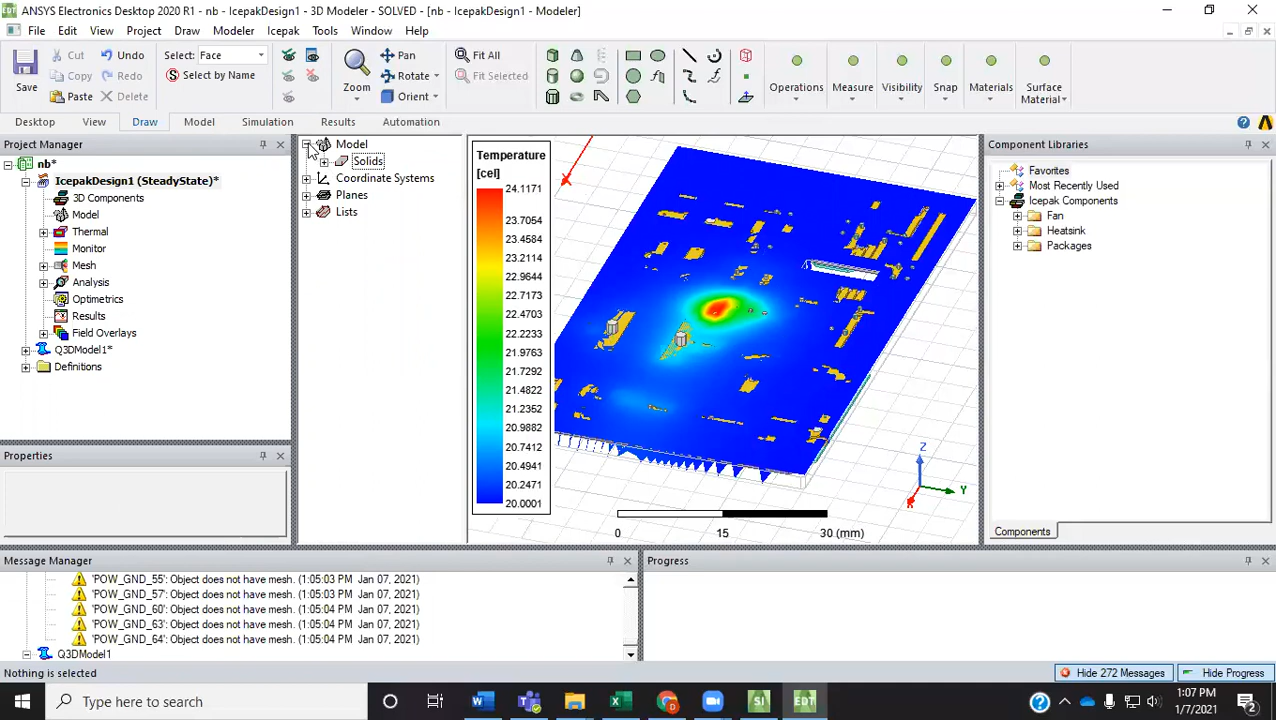 ANSYS Electronics Desktop 2020 R1 - nb - IcepakDesign1 - 3D Modeler - SOLVED - [nb - IcepakDesign1 - Modeler]
File Edit View Project Draw Modeler Icepak Tools Window Help
Save
Cut
Copy
Paste
Undo
Redo
Delete
Select: Face
Select by Name
Zoom
Pan
Rotate
Orient
Fit All
Fit Selected
Operations
Measure
Visibility
Snap
Materials
Surface
Material
Desktop View Draw Model Simulation Results Automation
Project Manager
nb*
IcepakDesign1 (SteadyState)*
3D Components
Model
Thermal
Monitor
Mesh
Analysis
Optimetrics
Results
Field Overlays
Q3DModel1*
Definitions
Properties
Model
Solids
Coordinate Systems
Planes
Lists
Temperature
[cel]
24.1171
23.7054
23.4584
23.2114
22.9644
22.7173
22.4703
22.2233
21.9763
21.7292
21.4822
21.2352
20.9882
20.7412
20.4941
20.2471
20.0001
Z
Y
X
0 15 30 (mm)
Component Libraries
Favorites
Most Recently Used
Icepak Components
Fan
Heatsink
Packages
Components
Message Manager
'POW_GND_55': Object does not have mesh. (1:05:03 PM Jan 07, 2021)
'POW_GND_57': Object does not have mesh. (1:05:03 PM Jan 07, 2021)
'POW_GND_60': Object does not have mesh. (1:05:04 PM Jan 07, 2021)
'POW_GND_63': Object does not have mesh. (1:05:04 PM Jan 07, 2021)
'POW_GND_64': Object does not have mesh. (1:05:04 PM Jan 07, 2021)
Q3DModel1
Progress
Nothing is selected
Hide 272 Messages
Hide Progress
Type here to search
SI
EDT
1:07 PM
1/7/2021
2